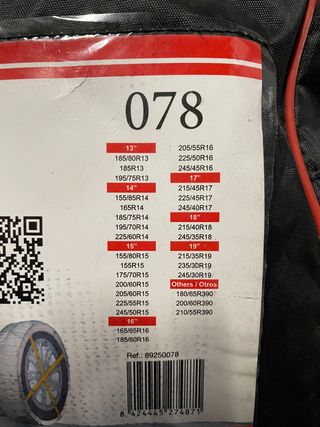 078
13"
185/80R13
185R13
195/75R13
14"
155/85R14
165R14
185/75R14
195/70R14
225/60R14
15"
155/80R15
155R15
175/70R15
200/60R15
205/60R15
225/55R15
245/50R15
16"
165/65R16
185/60R16
205/55R16
225/50R16
245/45R16
17"
215/45R17
225/45R17
245/40R17
18"
215/40R18
245/35R18
19"
215/35R19
235/30R19
245/30R19
Others / Otros
180/65R390
200/60R390
210/55R390
Ref.: 69250078
8 424445 274871